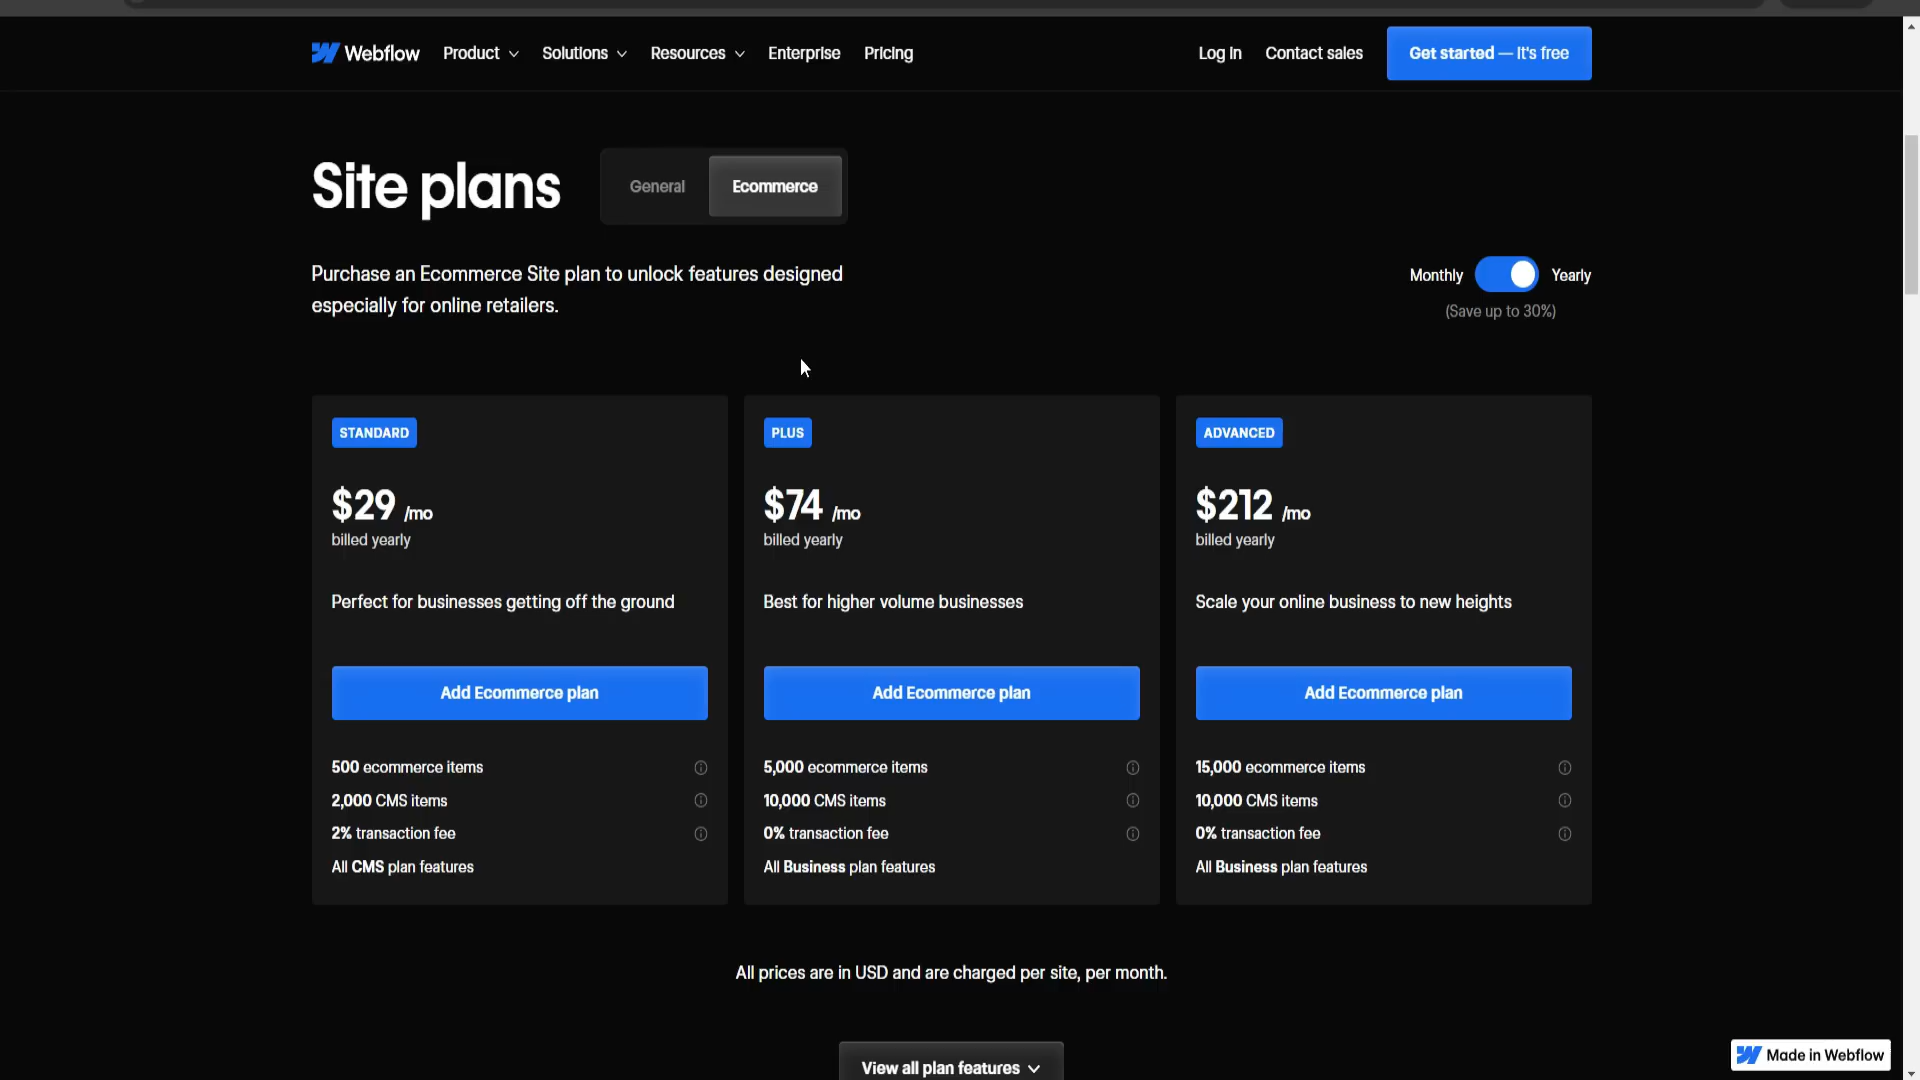 Webflow Product Solutions Resources Enterprise Pricing Log in Contact sales Get started — it's free
Site plans General Ecommerce
Purchase an Ecommerce Site plan to unlock features designed
especially for online retailers.
Monthly Yearly
(Save up to 30%)
STANDARD
$29 /mo
billed yearly
Perfect for businesses getting off the ground
Add Ecommerce plan
500 ecommerce items
2,000 CMS items
2% transaction fee
All CMS plan features
PLUS
$74 /mo
billed yearly
Best for higher volume businesses
Add Ecommerce plan
5,000 ecommerce items
10,000 CMS items
0% transaction fee
All Business plan features
ADVANCED
$212 /mo
billed yearly
Scale your online business to new heights
Add Ecommerce plan
15,000 ecommerce items
10,000 CMS items
0% transaction fee
All Business plan features
All prices are in USD and are charged per site, per month.
View all plan features
Made in Webflow